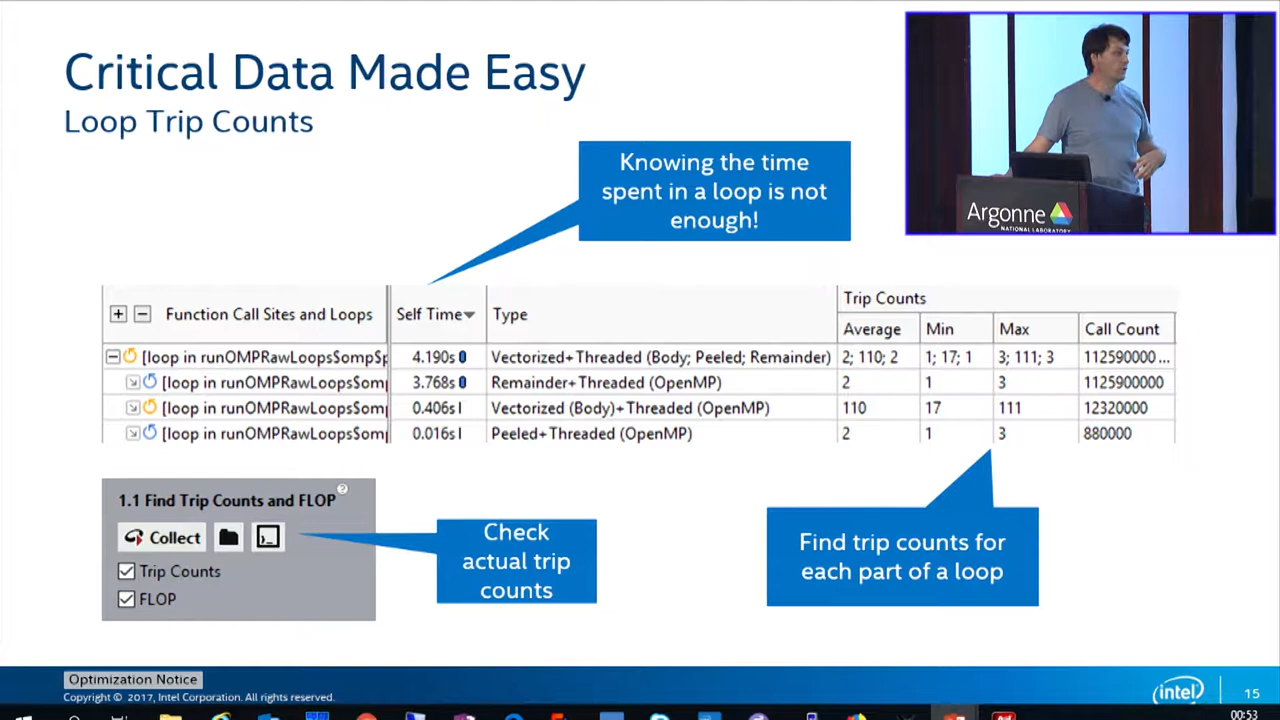 Critical Data Made Easy
Loop Trip Counts
Knowing the time
spent in a loop is not
enough!
Argonne
NATIONAL LABORATORY
Function Call Sites and Loops Self Time Type Trip Counts
Average Min Max Call Count
[loop in runOMPRawLoops$omp$p 4.190s Vectorized+Threaded (Body; Peeled; Remainder) 2; 110; 2 1; 17; 1 3; 111; 3 112590000...
[loop in runOMPRawLoops$omp 3.768s Remainder+Threaded (OpenMP) 2 1 3 1125900000
[loop in runOMPRawLoops$omp 0.406s Vectorized (Body)+Threaded (OpenMP) 110 17 111 12320000
[loop in runOMPRawLoops$omp 0.016s Peeled+Threaded (OpenMP) 2 1 3 880000
1.1 Find Trip Counts and FLOP
Collect
Trip Counts
FLOP
Check
actual trip
counts
Find trip counts for
each part of a loop
Optimization Notice
Copyright © 2017, Intel Corporation. All rights reserved.
intel
15
00:53